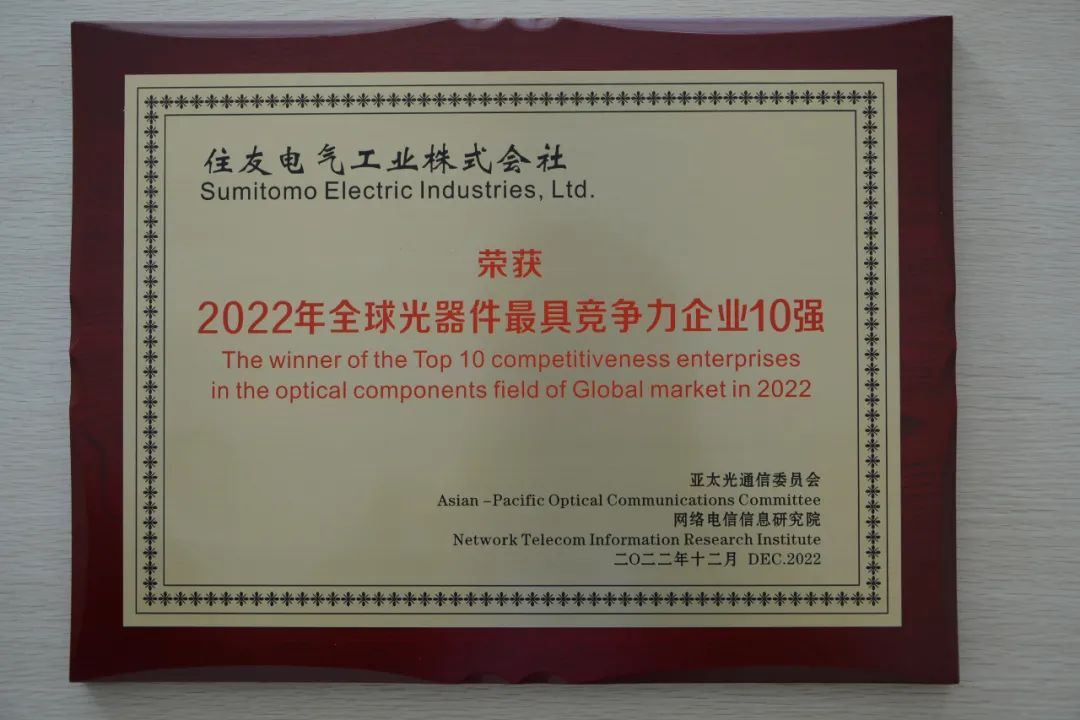 住友电气工业株式会社
Sumitomo Electric Industries, Ltd.
荣获
2022年全球光器件最具竞争力企业10强
The winner of the Top 10 competitiveness enterprises
in the optical components field of Global market in 2022
亚太光通信委员会
Asian -Pacific Optical Communications Committee
网络电信信息研究院
Network Telecom Information Research Institute
二〇二二年十二月 DEC.2022